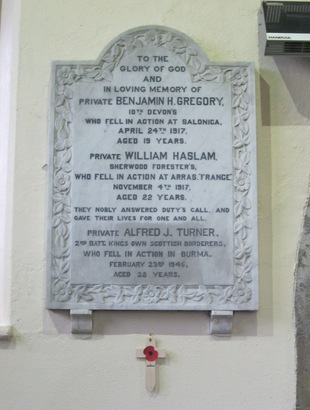 TO THE
GLORY OF GOD
AND
IN LOVING MEMORY OF
PRIVATE BENJAMIN H. GREGORY,
10TH DEVON'S
WHO FELL IN ACTION AT SALONICA,
APRIL 24TH 1917,
AGED 19 YEARS.
PRIVATE WILLIAM HASLAM,
SHERWOOD FORESTER'S,
WHO FELL IN ACTION AT ARRAS, FRANCE
NOVEMBER 4TH 1917,
AGED 22 YEARS.
THEY NOBLY ANSWERED DUTY'S CALL, AND
GAVE THEIR LIVES FOR ONE AND ALL.
PRIVATE ALFRED J. TURNER,
2ND BATT. KINGS OWN SCOTTISH BORDERERS,
WHO FELL IN ACTION IN BURMA,
FEBRUARY 23RD 1945,
AGED 28 YEARS.